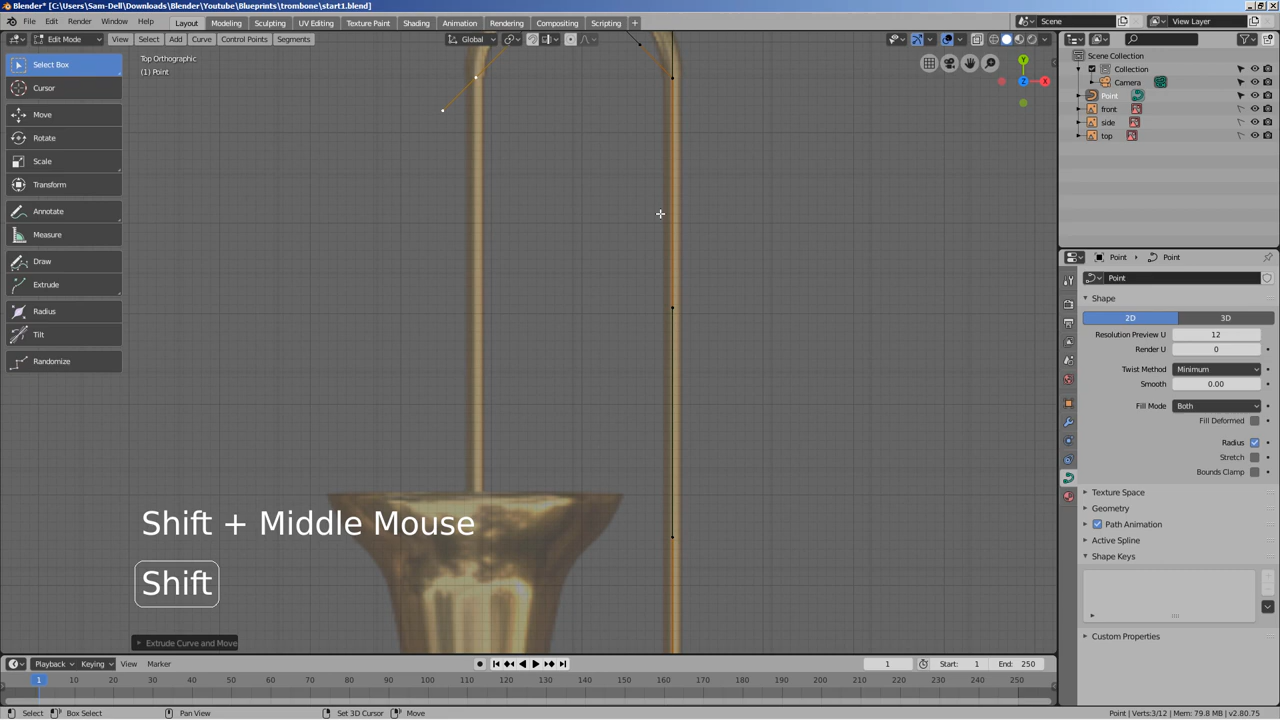 Blender* [C:\Users\Sam-Dell\Downloads\Blender\Youtube\Blueprints\trombone\start1.blend]
File Edit Render Window Help Layout Modeling Sculpting UV Editing Texture Paint Shading Animation Rendering Compositing Scripting + Scene View Layer
Edit Mode View Select Add Curve Control Points Segments Global
Select Box
Cursor
Move
Rotate
Scale
Transform
Annotate
Measure
Draw
Extrude
Radius
Tilt
Randomize
Top Orthographic
(1) Point
Y
X
Z
Shift + Middle Mouse
Shift
Extrude Curve and Move
Scene Collection
Collection
Camera
Point
front
side
top
Point Point
Point
Shape
2D 3D
Resolution Preview U 12
Render U 0
Twist Method Minimum
Smooth 0.00
Fill Mode Both
Fill Deformed
Radius
Stretch
Bounds Clamp
Texture Space
Geometry
Path Animation
Active Spline
Shape Keys
Custom Properties
Playback Keying View Marker 1 Start: 1 End: 250
1 10 20 30 40 50 60 70 80 90 100 110 120 130 140 150 160 170 180 190 200 210 220 230 240 250
Select Box Select Pan View Set 3D Cursor Move Point | Verts:3/12 | Mem: 79.8 MB | v2.80.75